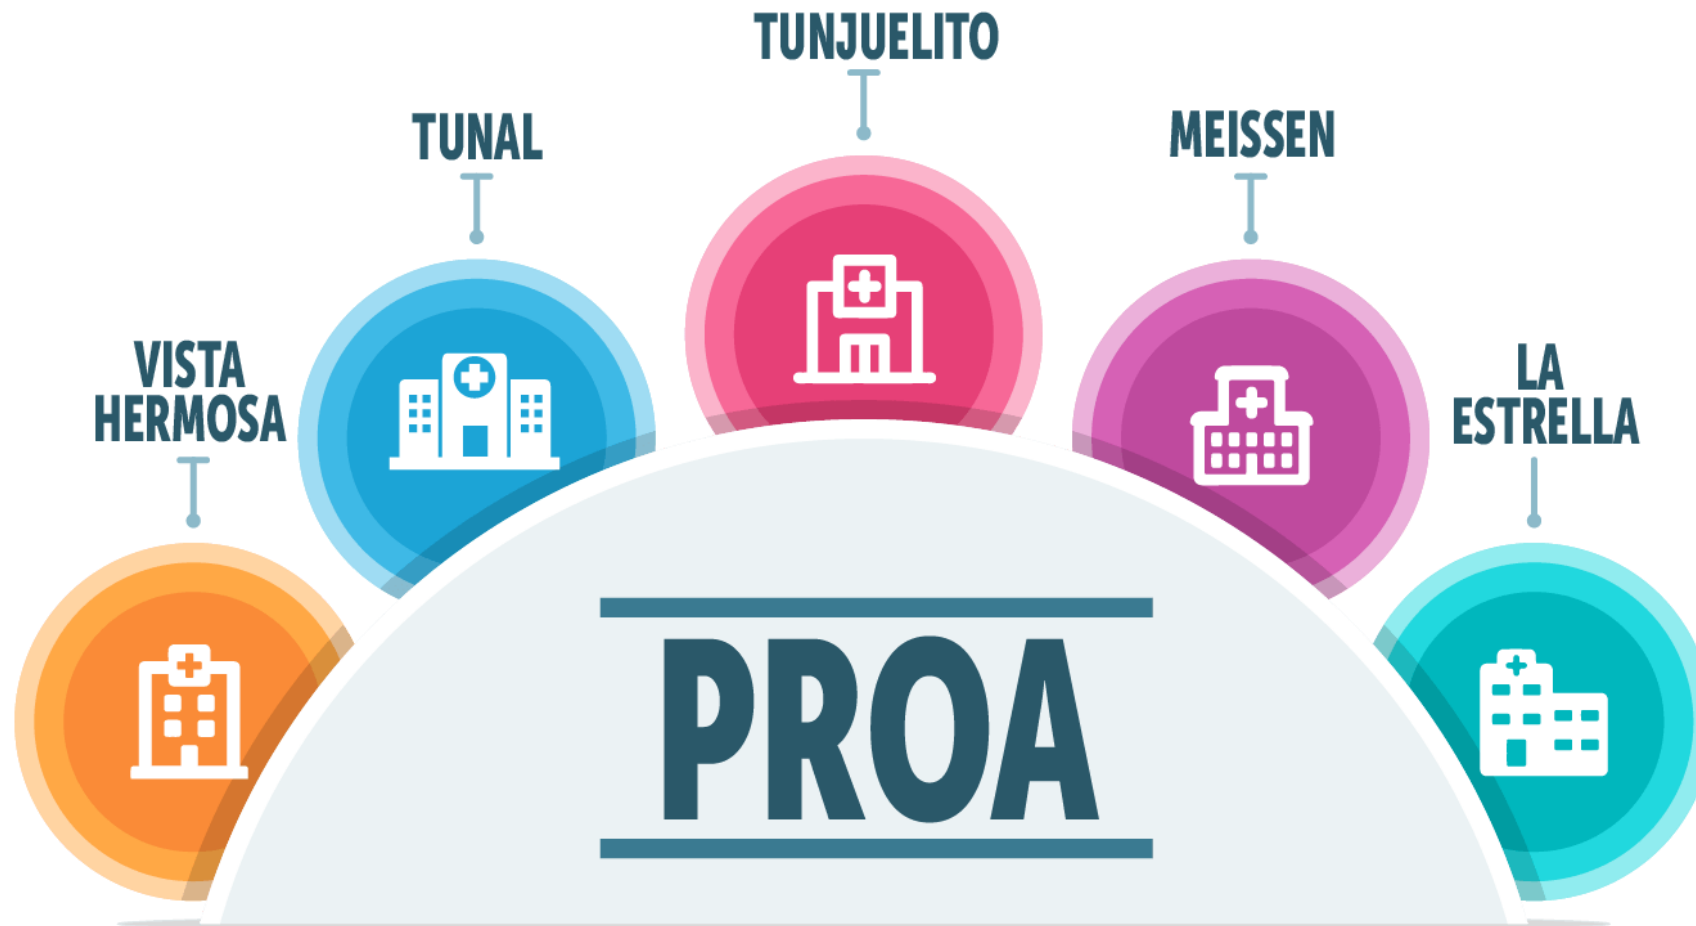 TUNJUELITO
TUNAL
MEISSEN
VISTA
HERMOSA
LA
ESTRELLA
PROA